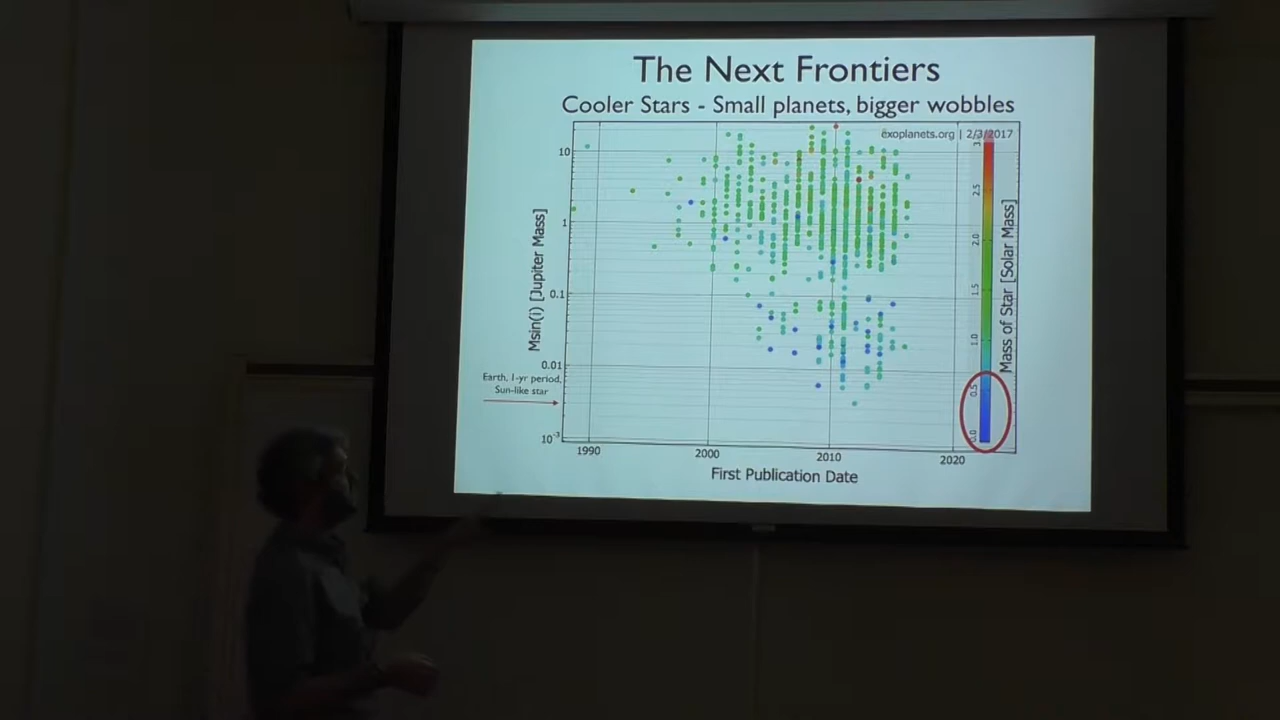 The Next Frontiers
Cooler Stars - Small planets, bigger wobbles
exoplanets.org | 2/3/2017
10
1
0.1
0.01
10⁻³
Msin(i) [Jupiter Mass]
Earth, 1-yr period,
Sun-like star
1990
2000
2010
2020
First Publication Date
2.5
2.0
1.5
1.0
0.5
0.0
Mass of Star [Solar Mass]